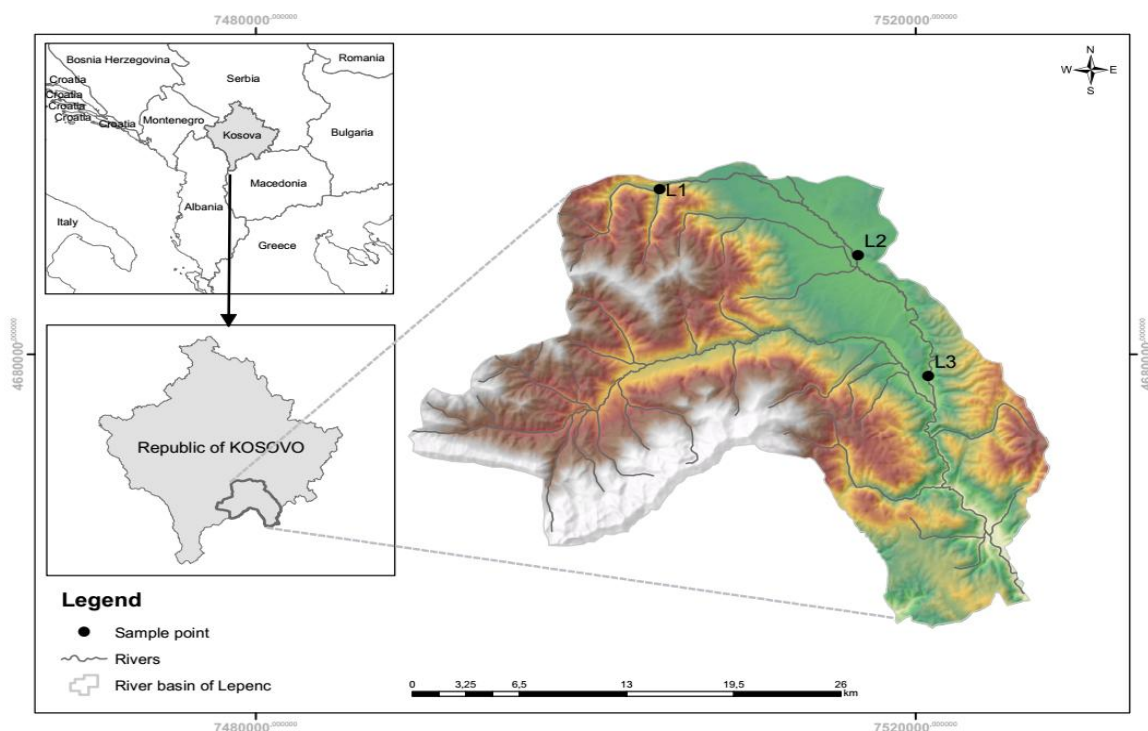 7480000,000000
7520000,000000
Bosnia Herzegovina
Romania
Croatia
Serbia
Croatia
Croatia
Croatia
Croatia
Montenegro
Kosova
Bulgaria
Macedonia
Albania
Italy
Greece
N
W E
S
L1
L2
L3
4680000,000000
4680000,000000
Republic of KOSOVO
Legend
Sample point
Rivers
River basin of Lepenc
0 3,25 6,5 13 19,5 26
km
7480000,000000
7520000,000000